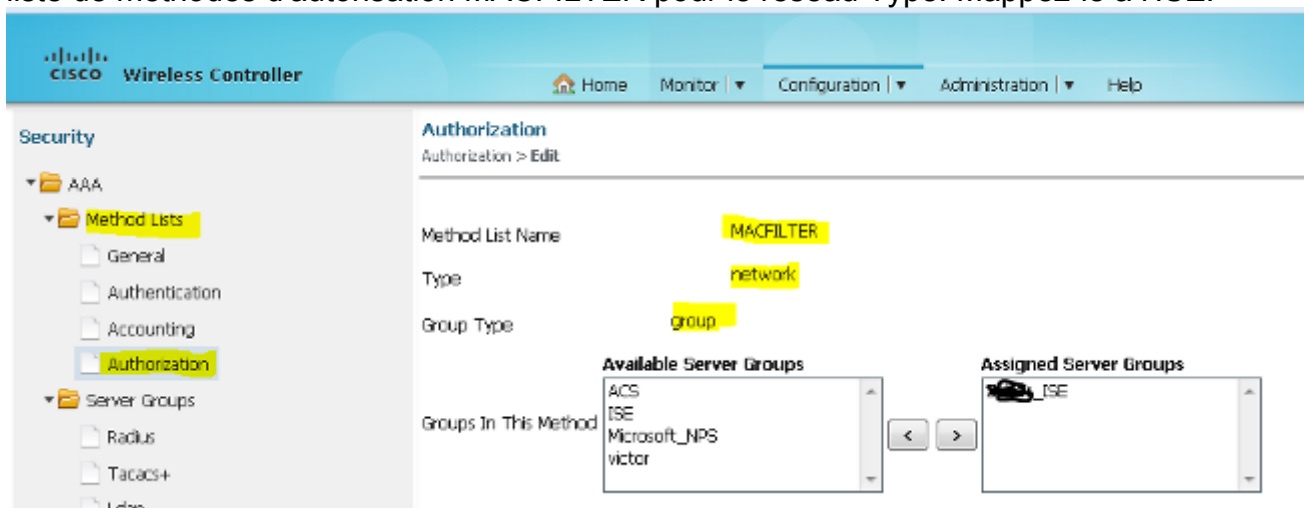 CISCO Wireless Controller
Home Monitor Configuration Administration Help
Security
AAA
Method Lists
General
Authentication
Accounting
Authorization
Server Groups
Radius
Tacacs+
Authorization
Authorization > Edit
Method List Name MACFILTER
Type network
Group Type group
Available Server Groups Assigned Server Groups
Groups In This Method
ACS
ISE
Microsoft_NPS
victor
< >
_ISE